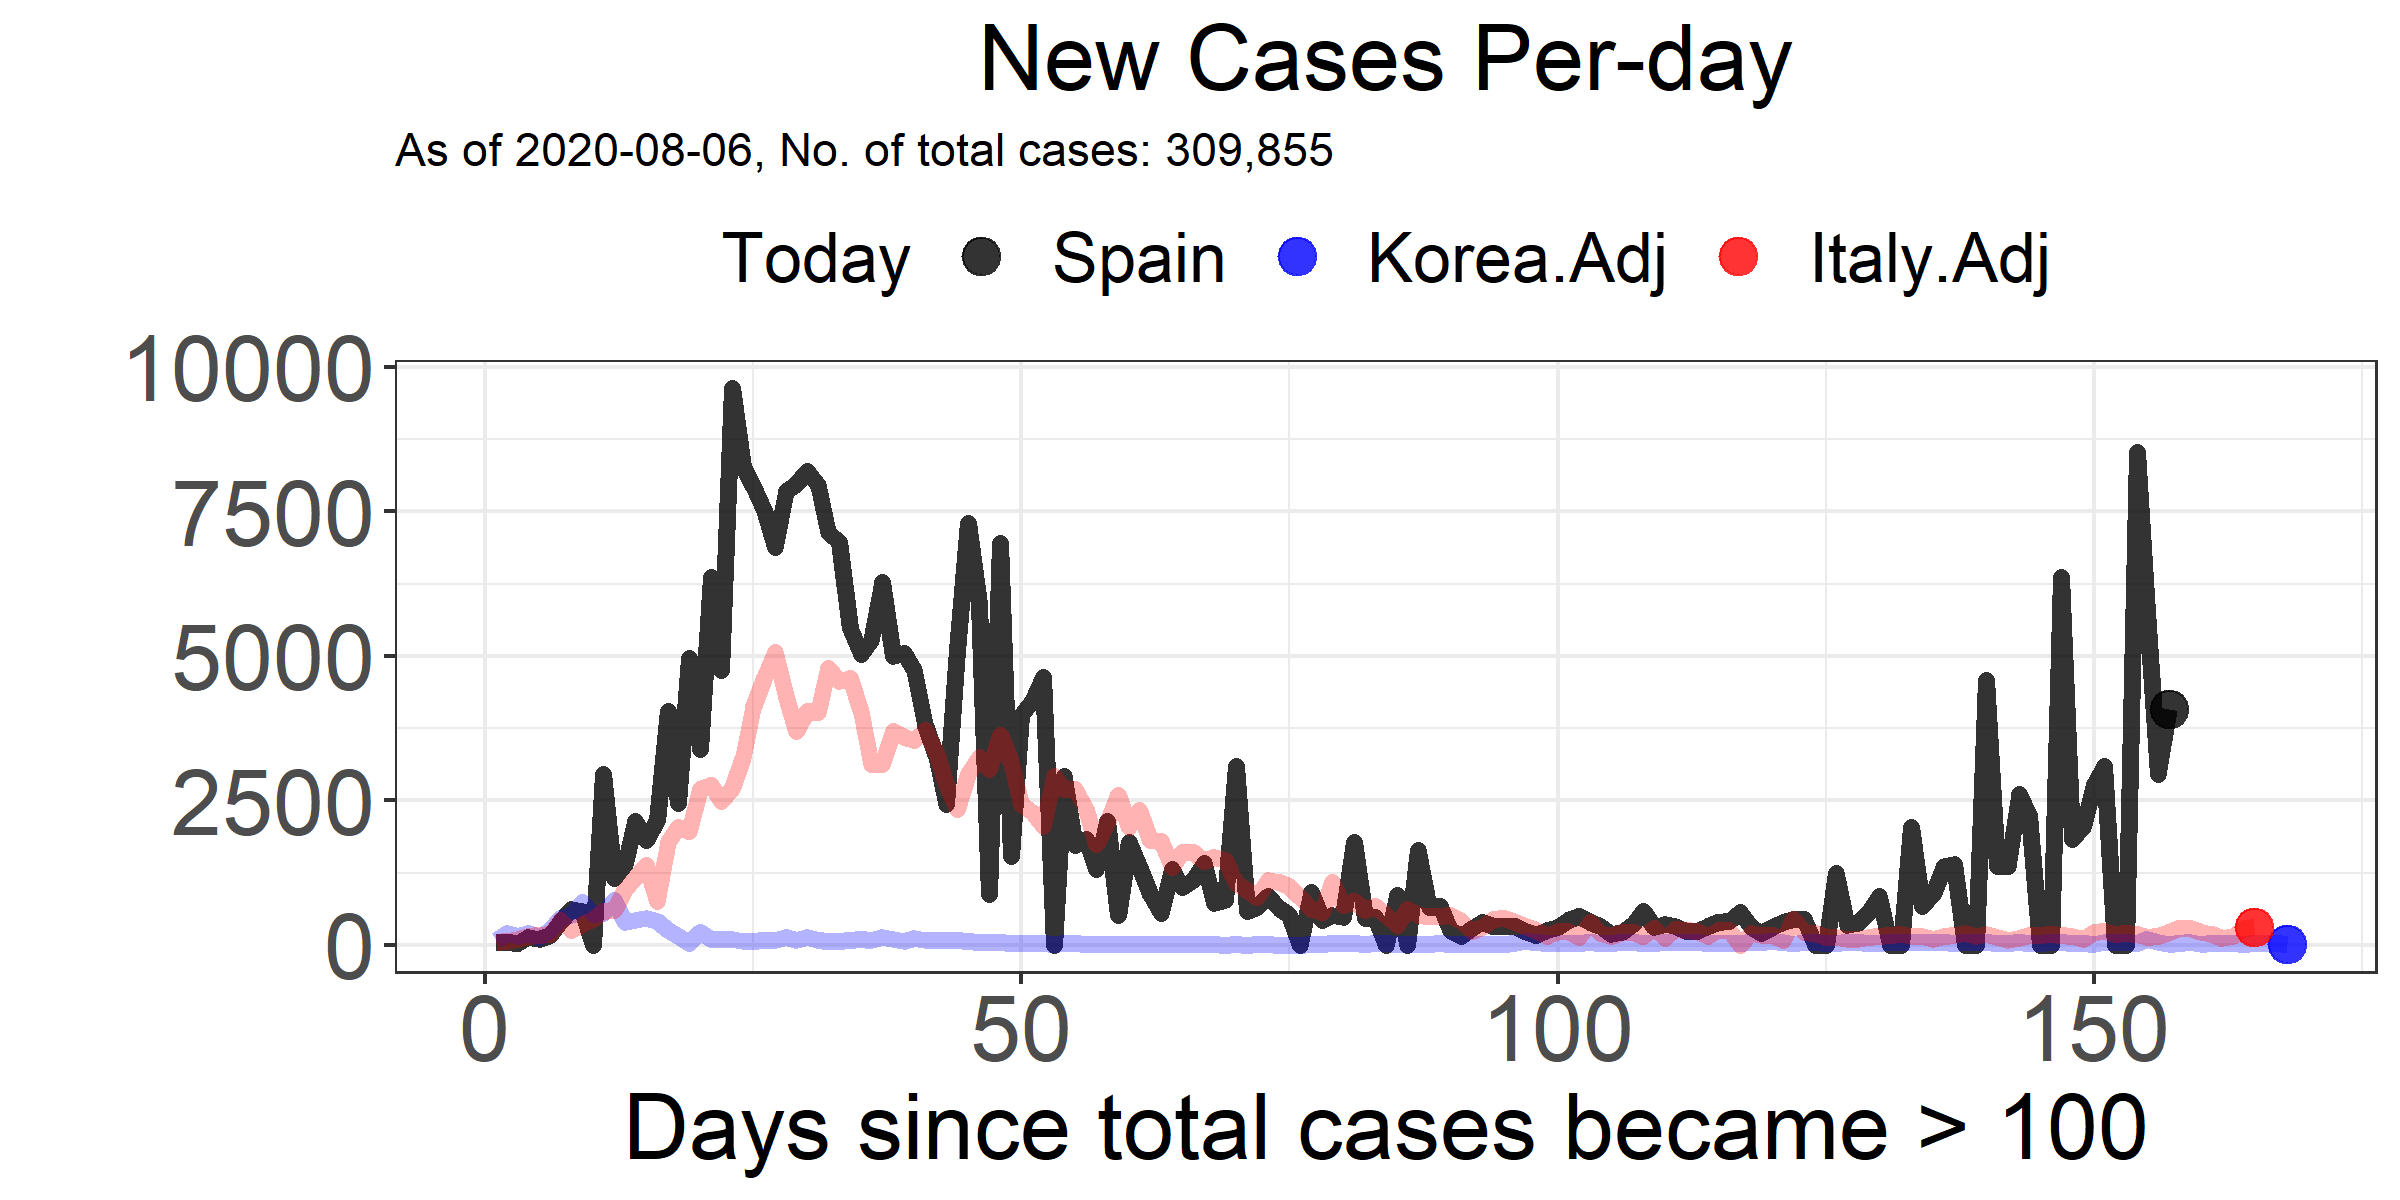 New Cases Per-day
As of 2020-08-06, No. of total cases: 309,855
Today Spain Korea.Adj Italy.Adj
10000
7500
5000
2500
0
0 50 100 150
Days since total cases became > 100